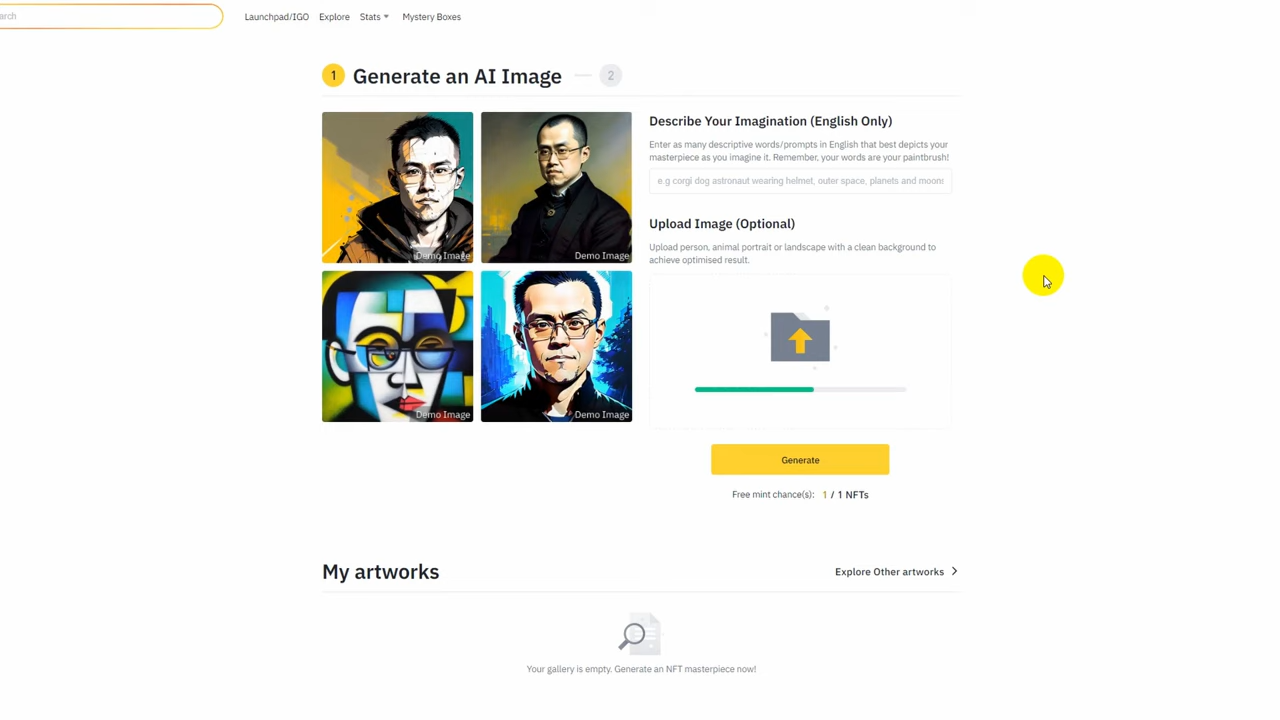 arch
Launchpad/IGO Explore Stats Mystery Boxes
1 Generate an AI Image 2
Demo Image
Demo Image
Demo Image
Demo Image
Describe Your Imagination (English Only)
Enter as many descriptive words/prompts in English that best depicts your
masterpiece as you imagine it. Remember, your words are your paintbrush!
e.g corgi dog astronaut wearing helmet, outer space, planets and moons
Upload Image (Optional)
Upload person, animal portrait or landscape with a clean background to
achieve optimised result.
Generate
Free mint chance(s): 1 / 1 NFTs
My artworks
Explore Other artworks
Your gallery is empty. Generate an NFT masterpiece now!